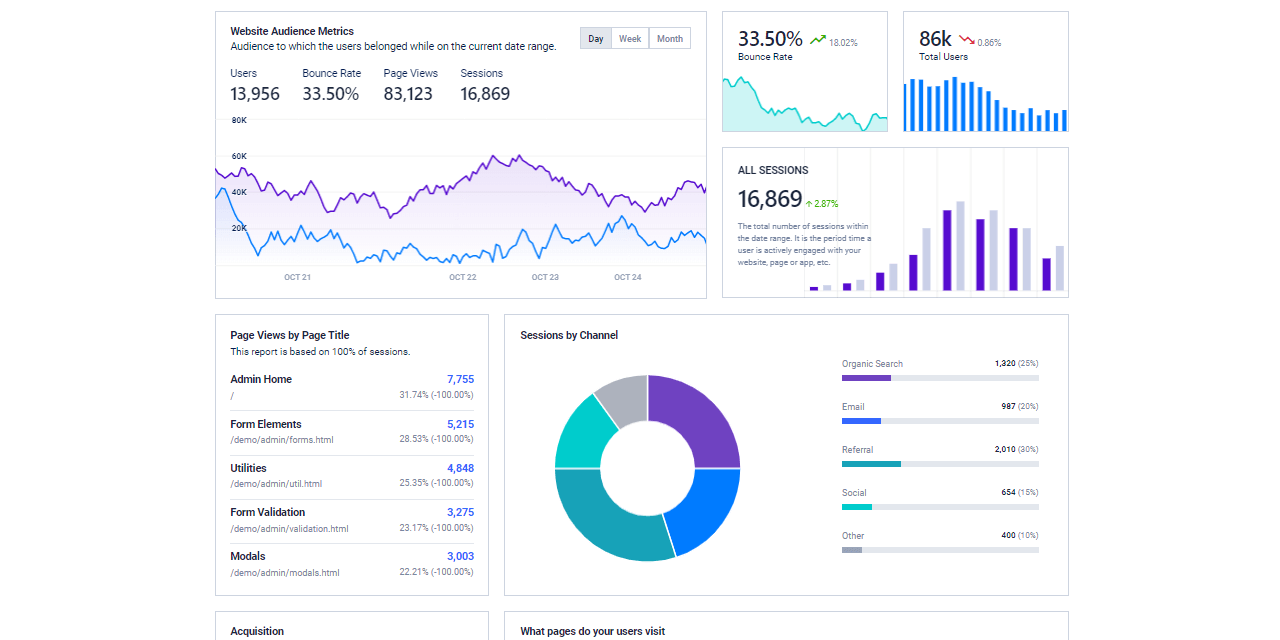 Website Audience Metrics
Audience to which the users belonged while on the current date range.
Day Week Month
Users Bounce Rate Page Views Sessions
13,956 33.50% 83,123 16,869
80K
60K
40K
20K
OCT 21 OCT 22 OCT 23 OCT 24
33.50% 18.02%
Bounce Rate
86k 0.86%
Total Users
ALL SESSIONS
16,869 2.87%
The total number of sessions within
the date range. It is the period time a
user is actively engaged with your
website, page or app, etc.
Page Views by Page Title
This report is based on 100% of sessions.
Admin Home 7,755
/ 31.74% (-100.00%)
Form Elements 5,215
/demo/admin/forms.html 28.53% (-100.00%)
Utilities 4,848
/demo/admin/util.html 25.35% (-100.00%)
Form Validation 3,275
/demo/admin/validation.html 23.17% (-100.00%)
Modals 3,003
/demo/admin/modals.html 22.21% (-100.00%)
Sessions by Channel
Organic Search 1,320 (25%)
Email 987 (20%)
Referral 2,010 (30%)
Social 654 (15%)
Other 400 (10%)
Acquisition
What pages do your users visit